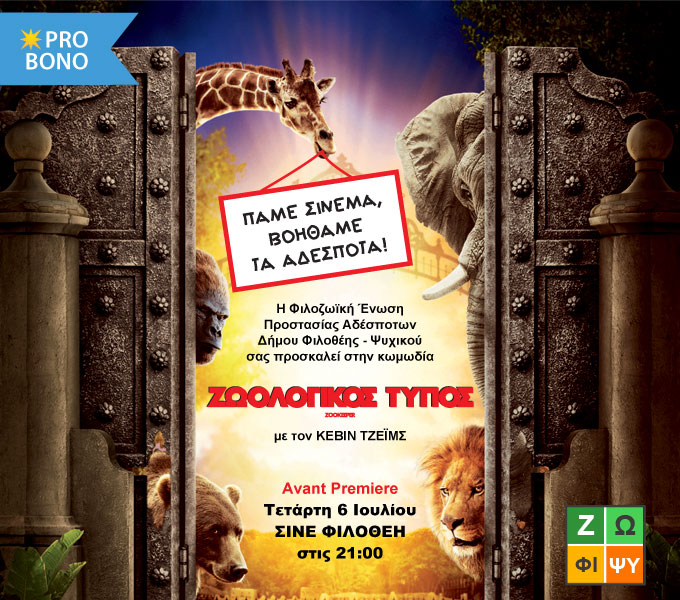 PRO
BONO
ΠΑΜΕ ΣΙΝΕΜΑ,
ΒΟΗΘΑΜΕ
ΤΑ ΑΔΕΣΠΟΤΑ!
Η Φιλοζωϊκή Ένωση
Προστασίας Αδέσποτων
Δήμου Φιλοθέης - Ψυχικού
σας προσκαλεί στην κωμωδία
ΖΩΟΛΟΓΙΚΟΣ ΤΥΠΟΣ
ZOOKEEPER
με τον ΚΕΒΙΝ ΤΖΕΪΜΣ
Avant Premiere
Τετάρτη 6 Ιουλίου
ΣΙΝΕ ΦΙΛΟΘΕΗ
στις 21:00
Ζ Ω
ΦΙ ΨΥ